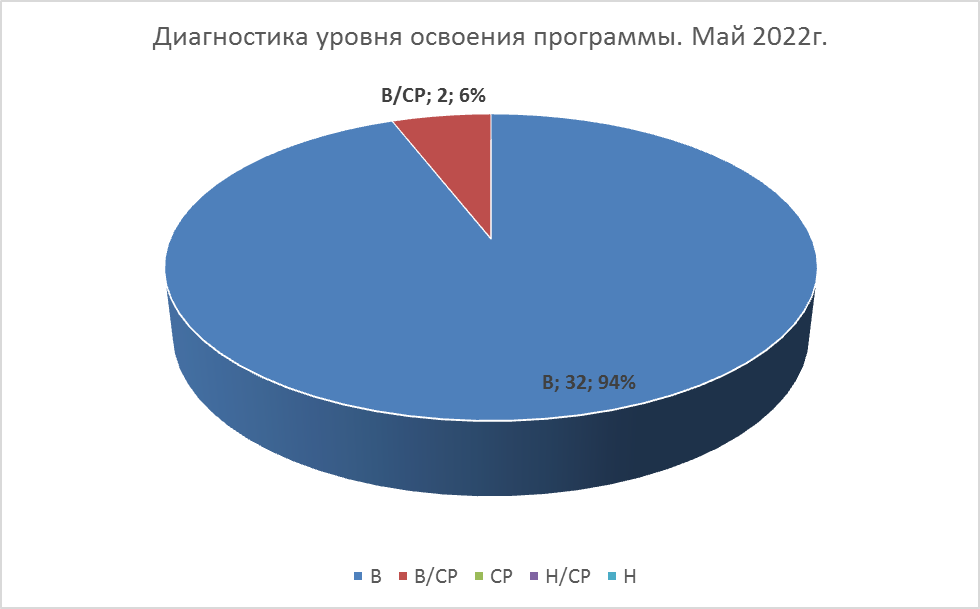 Диагностика уровня освоения программы. Май 2022г.
В/СР; 2; 6%
В; 32; 94%
В В/СР СР Н/СР Н